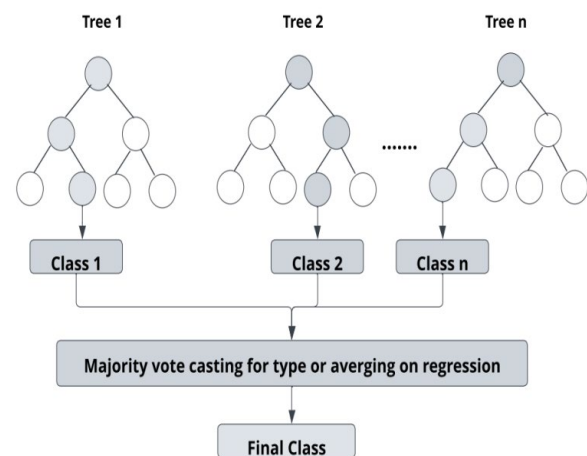 Tree 1
Tree 2
Tree n
.......
Class 1
Class 2
Class n
Majority vote casting for type or averging on regression
Final Class